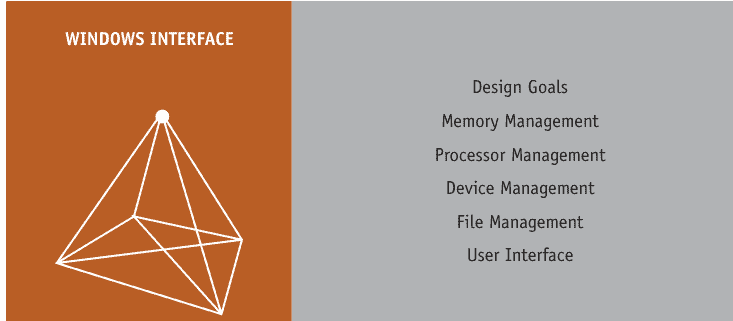 WINDOWS INTERFACE
Design Goals
Memory Management
Processor Management
Device Management
File Management
User Interface